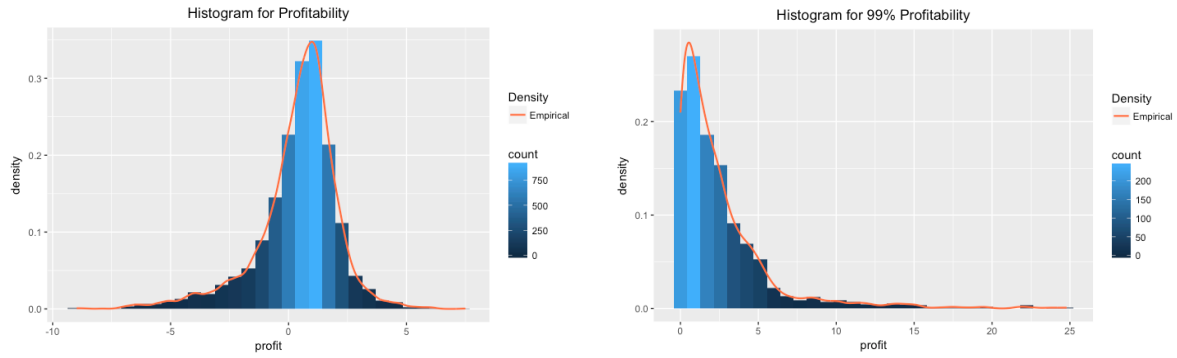 Histogram for Profitability
density
0.3
0.2
0.1
0.0
-10
-5
0
5
profit
Density
Empirical
count
750
500
250
0
Histogram for 99% Profitability
density
0.2
0.1
0.0
0
5
10
15
20
25
profit
Density
Empirical
count
200
150
100
50
0